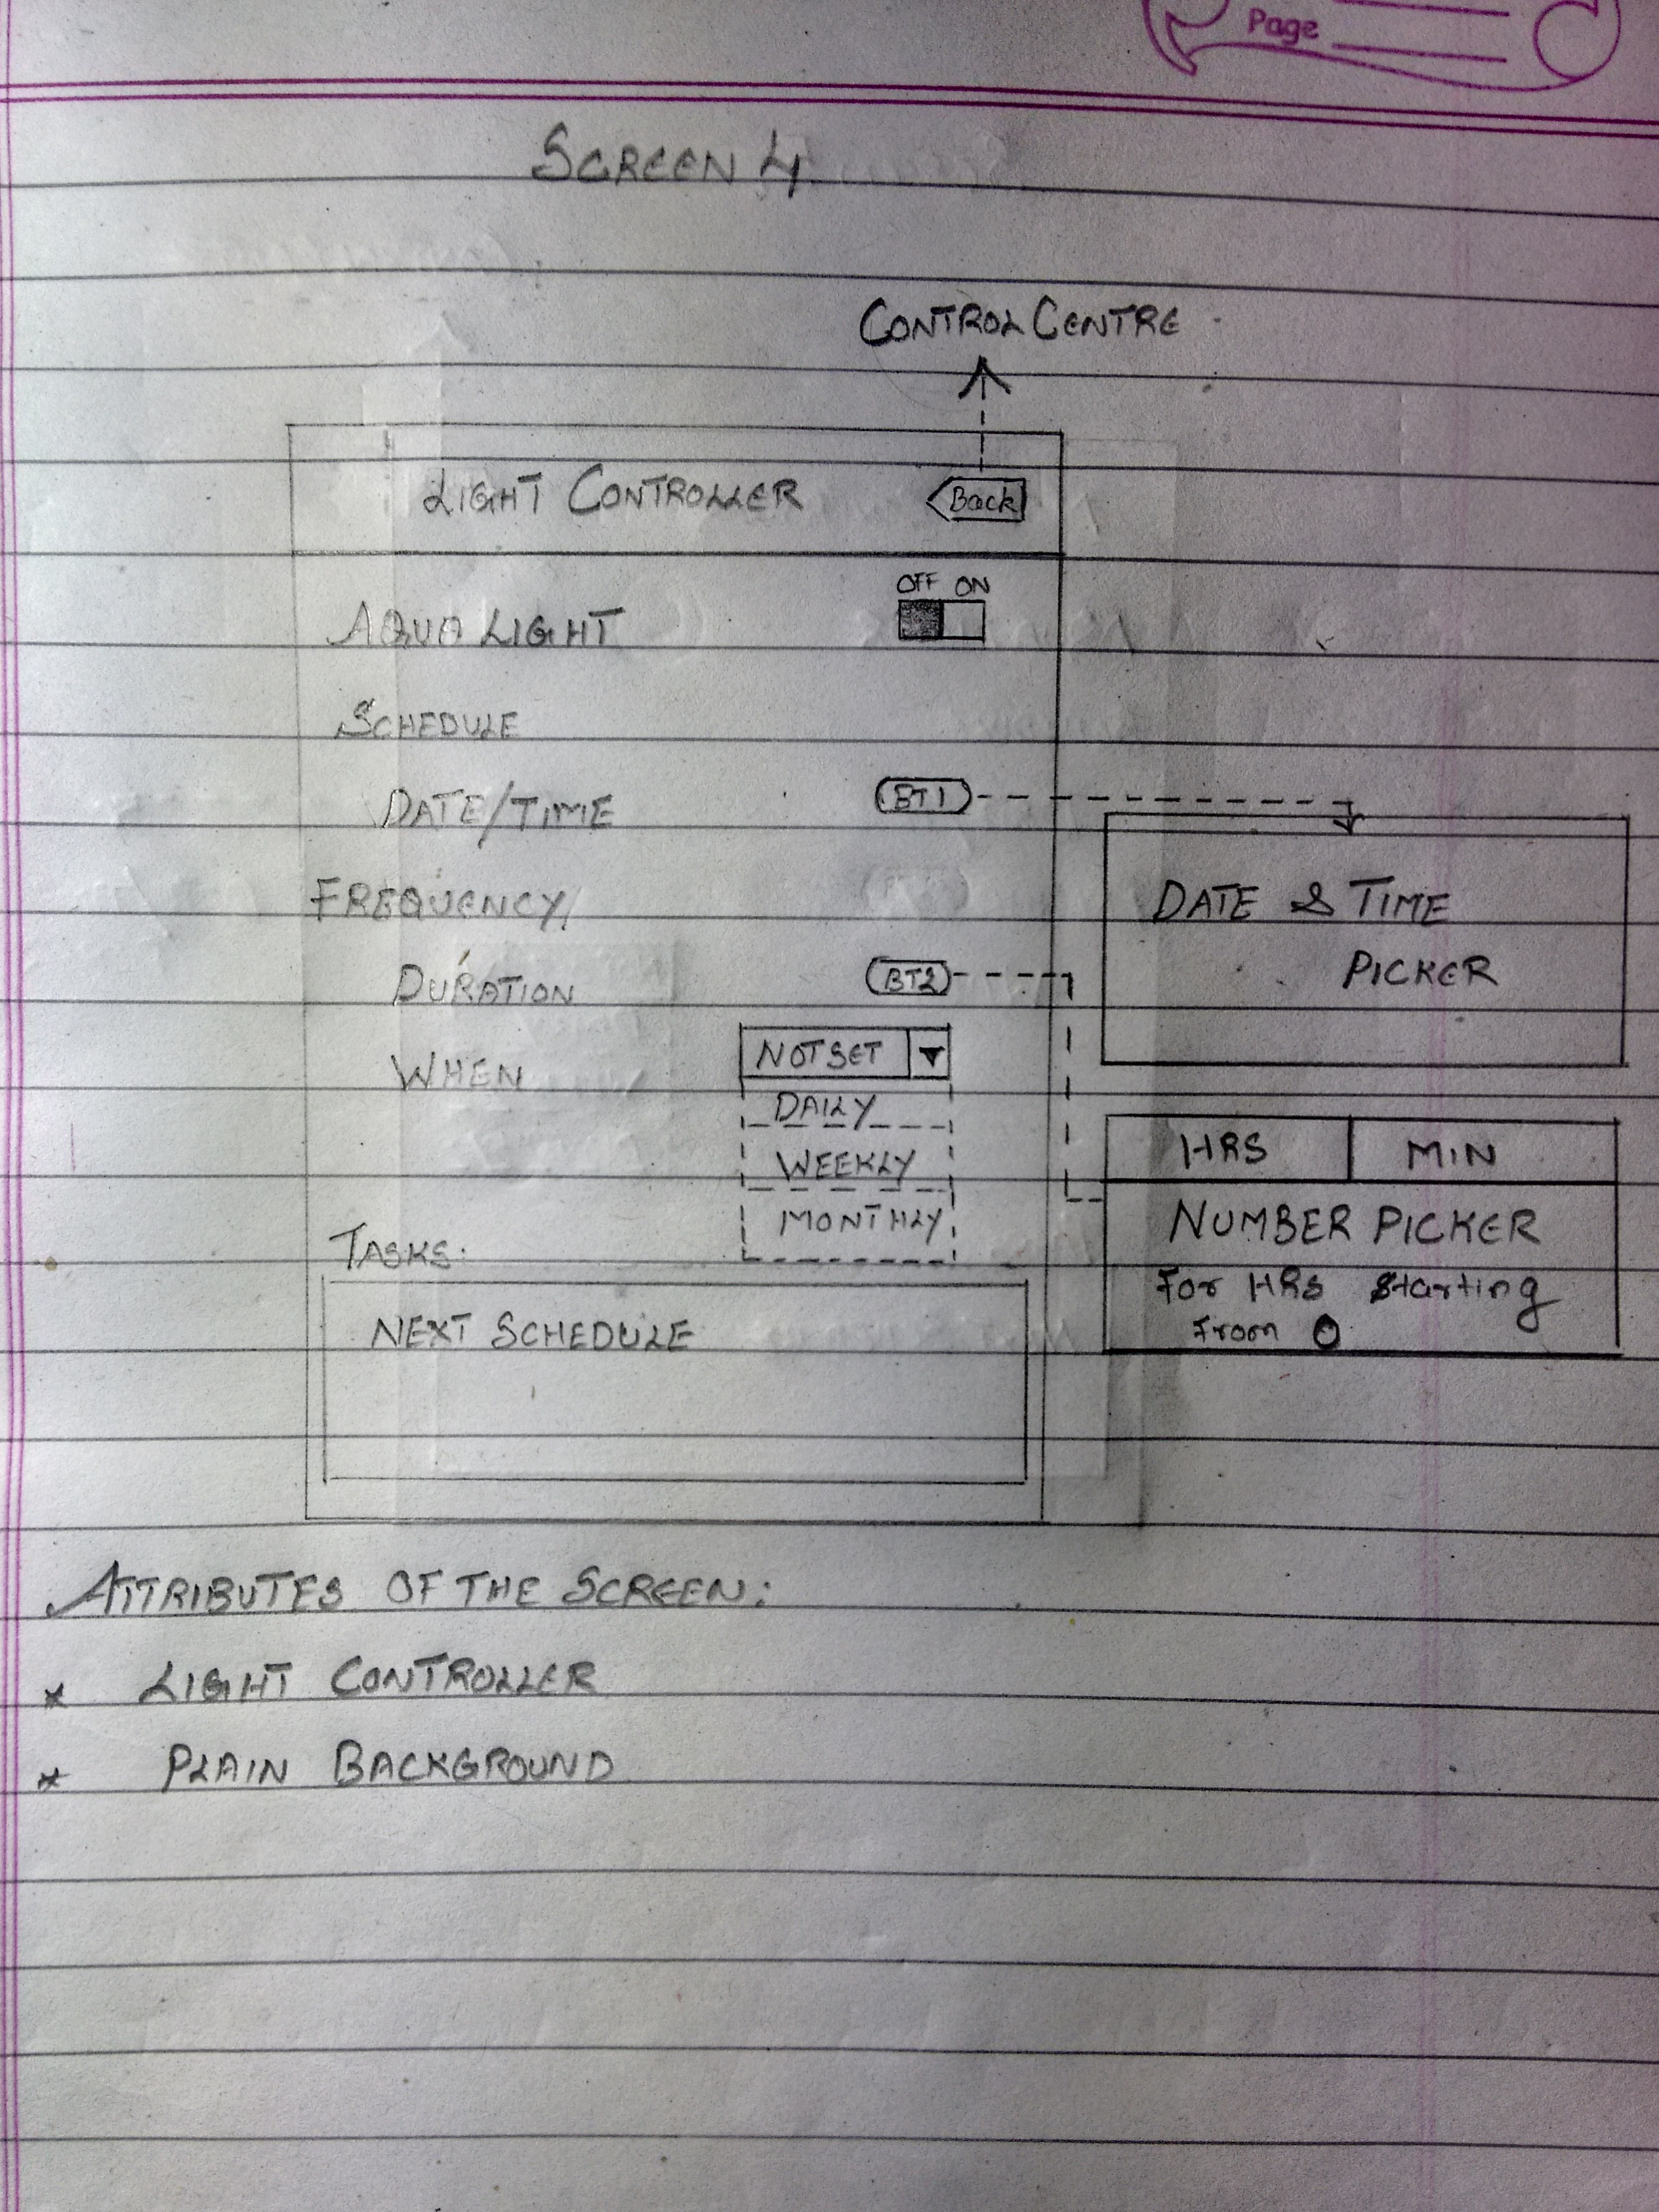 Page
SCREEN 4
CONTROL CENTRE
LIGHT CONTROLLER Back
OFF ON
AQUA LIGHT
SCHEDULE
DATE/TIME BT1
DATE & TIME
PICKER
FREQUENCY
DURATION BT2
WHEN NOT SET
DAILY
WEEKLY
MONTHLY
HRS MIN
NUMBER PICKER
For HRS Starting
From 0
TASKS:
NEXT SCHEDULE
ATTRIBUTES OF THE SCREEN:
* LIGHT CONTROLLER
* PLAIN BACKGROUND